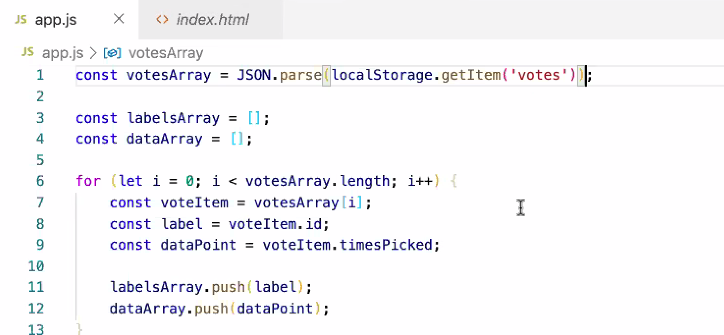 JS app.js × <> index.html
JS app.js > votesArray
1 const votesArray = JSON.parse(localStorage.getItem('votes'));
2
3 const labelsArray = [];
4 const dataArray = [];
5
6 for (let i = 0; i < votesArray.length; i++) {
7 const voteItem = votesArray[i];
8 const label = voteItem.id;
9 const dataPoint = voteItem.timesPicked;
10
11 labelsArray.push(label);
12 dataArray.push(dataPoint);
13 }